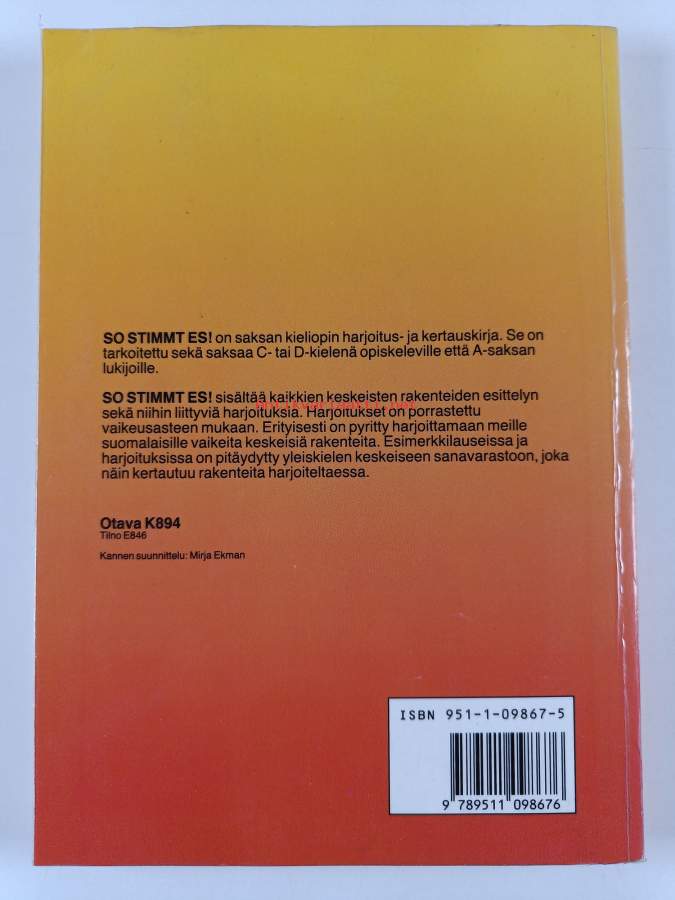 SO STIMMT ES! on saksan kieliopin harjoitus- ja kertauskirja. Se on
tarkoitettu sekä saksaa C- tai D-kielenä opiskeleville että A-saksan
lukijoille.
SO STIMMT ES! sisältää kaikkien keskeisten rakenteiden esittelyn
sekä niihin liittyviä harjoituksia. Harjoitukset on porrastettu
vaikeusasteen mukaan. Erityisesti on pyritty harjoittamaan meille
suomalaisille vaikeita keskeisiä rakenteita. Esimerkkilauseissa ja
harjoituksissa on pitäydytty yleiskielen keskeiseen sanavarastoon, joka
näin kertautuu rakenteita harjoiteltaessa.
Otava K894
Tilno E846
Kannen suunnittelu: Mirja Ekman
ISBN 951-1-09867-5
9 789511 098676